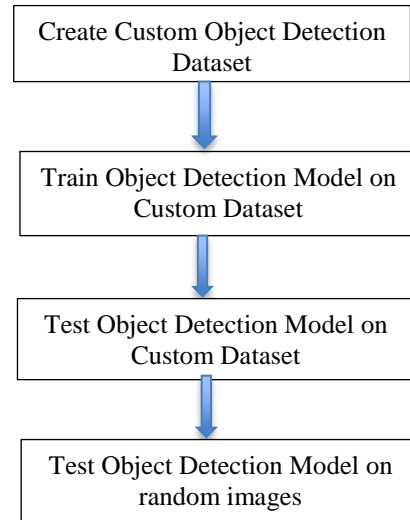 Create Custom Object Detection
Dataset
Train Object Detection Model on
Custom Dataset
Test Object Detection Model on
Custom Dataset
Test Object Detection Model on
random images